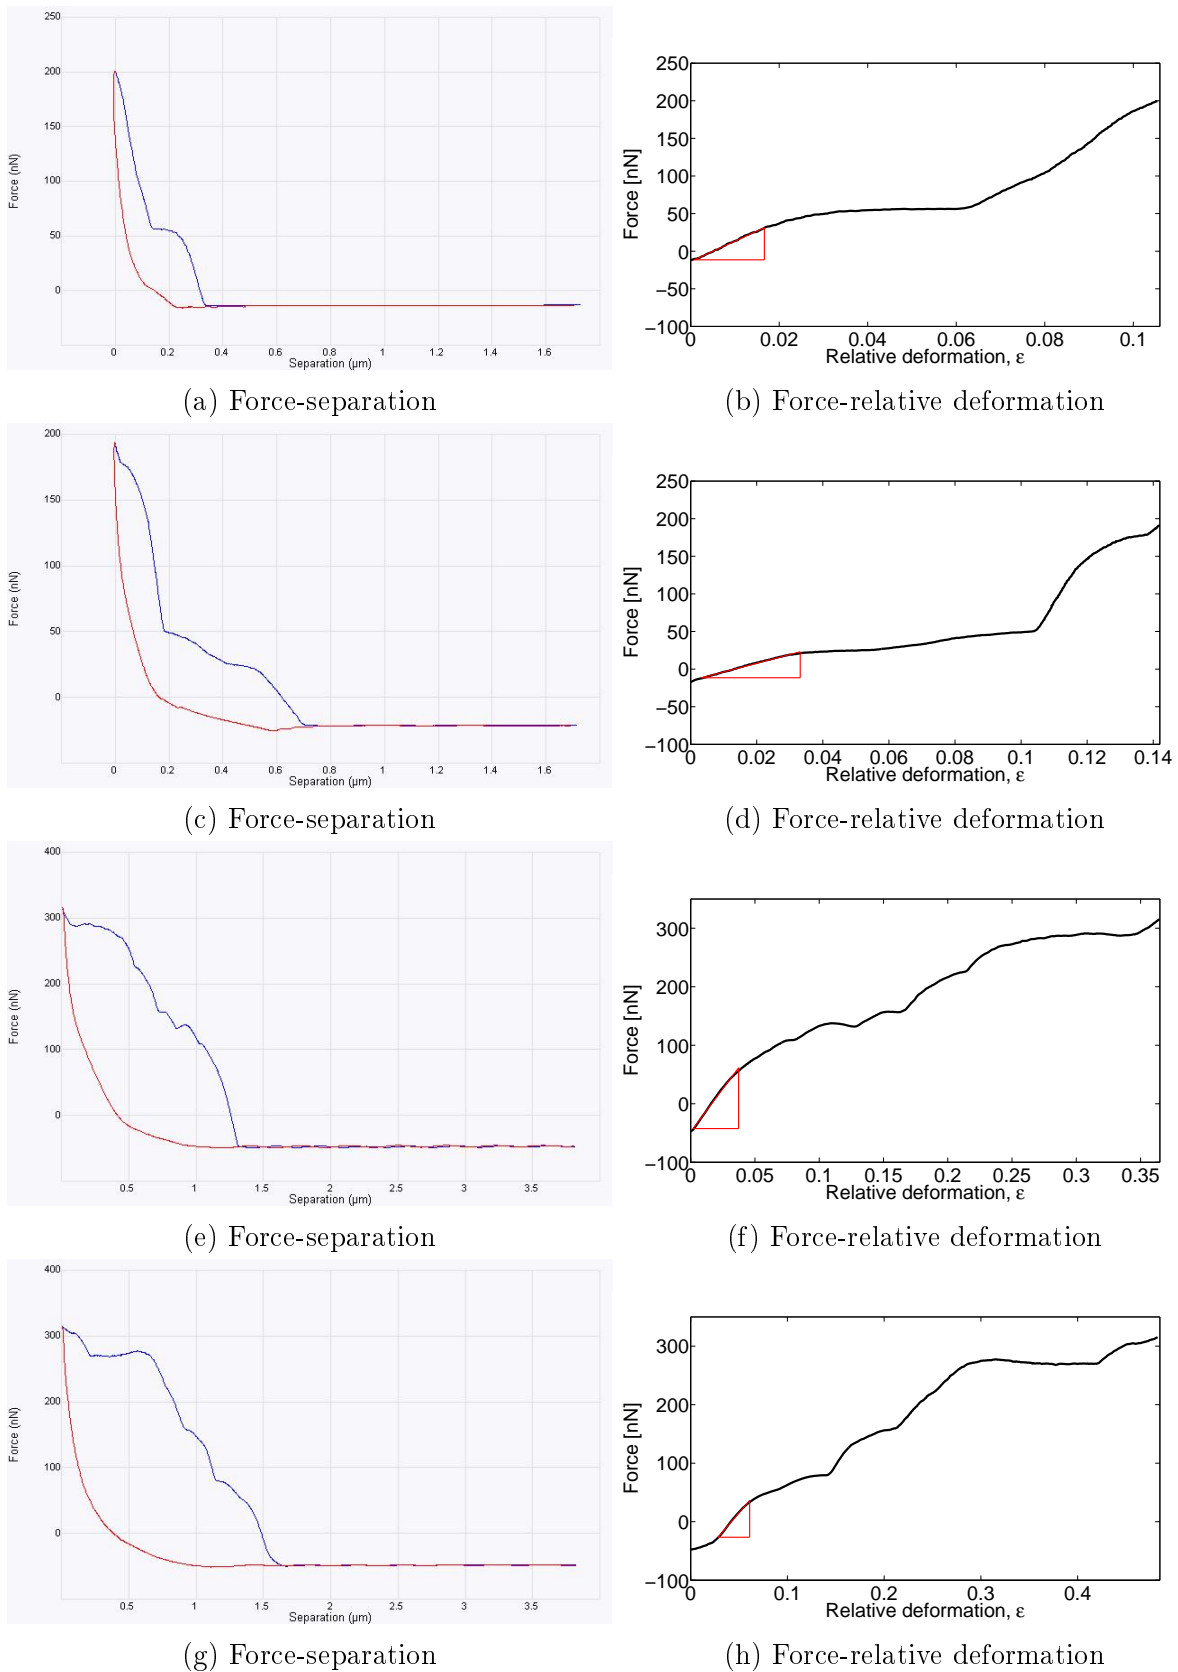 250
200
150
100
50
0
Force (nN)
0 0.2 0.4 0.6 0.8 1 1.2 1.4 1.6
Separation (µm)
250
200
150
100
50
0
−50
−100
Force [nN]
0 0.02 0.04 0.06 0.08 0.1
Relative deformation, ε
(a) Force-separation
(b) Force-relative deformation
200
150
100
50
0
Force (nN)
0 0.2 0.4 0.6 0.8 1 1.2 1.4 1.6
Separation (µm)
250
200
150
100
50
0
−50
−100
Force [nN]
0 0.02 0.04 0.06 0.08 0.1 0.12 0.14
Relative deformation, ε
(c) Force-separation
(d) Force-relative deformation
400
300
200
100
0
Force (nN)
0.5 1 1.5 2 2.5 3 3.5
Separation (µm)
300
200
100
0
−100
Force [nN]
0 0.05 0.1 0.15 0.2 0.25 0.3 0.35
Relative deformation, ε
(e) Force-separation
(f) Force-relative deformation
400
300
200
100
0
Force (nN)
0.5 1 1.5 2 2.5 3 3.5
Separation (µm)
300
200
100
0
−100
Force [nN]
0 0.1 0.2 0.3 0.4
Relative deformation, ε
(g) Force-separation
(h) Force-relative deformation